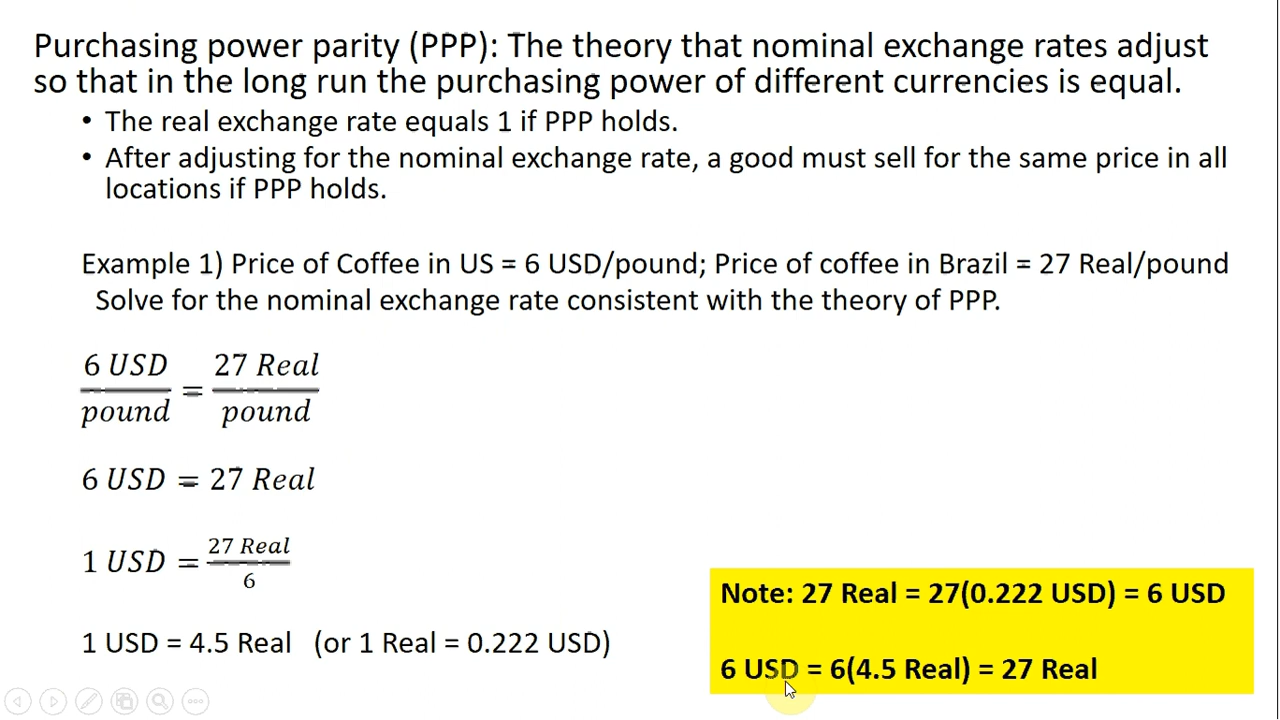 Purchasing power parity (PPP): The theory that nominal exchange rates adjust
so that in the long run the purchasing power of different currencies is equal.
• The real exchange rate equals 1 if PPP holds.
• After adjusting for the nominal exchange rate, a good must sell for the same price in all
locations if PPP holds.
Example 1) Price of Coffee in US = 6 USD/pound; Price of coffee in Brazil = 27 Real/pound
Solve for the nominal exchange rate consistent with the theory of PPP.
6 USD / pound = 27 Real / pound
6 USD = 27 Real
1 USD = 27 Real / 6
1 USD = 4.5 Real (or 1 Real = 0.222 USD)
Note: 27 Real = 27(0.222 USD) = 6 USD
6 USD = 6(4.5 Real) = 27 Real